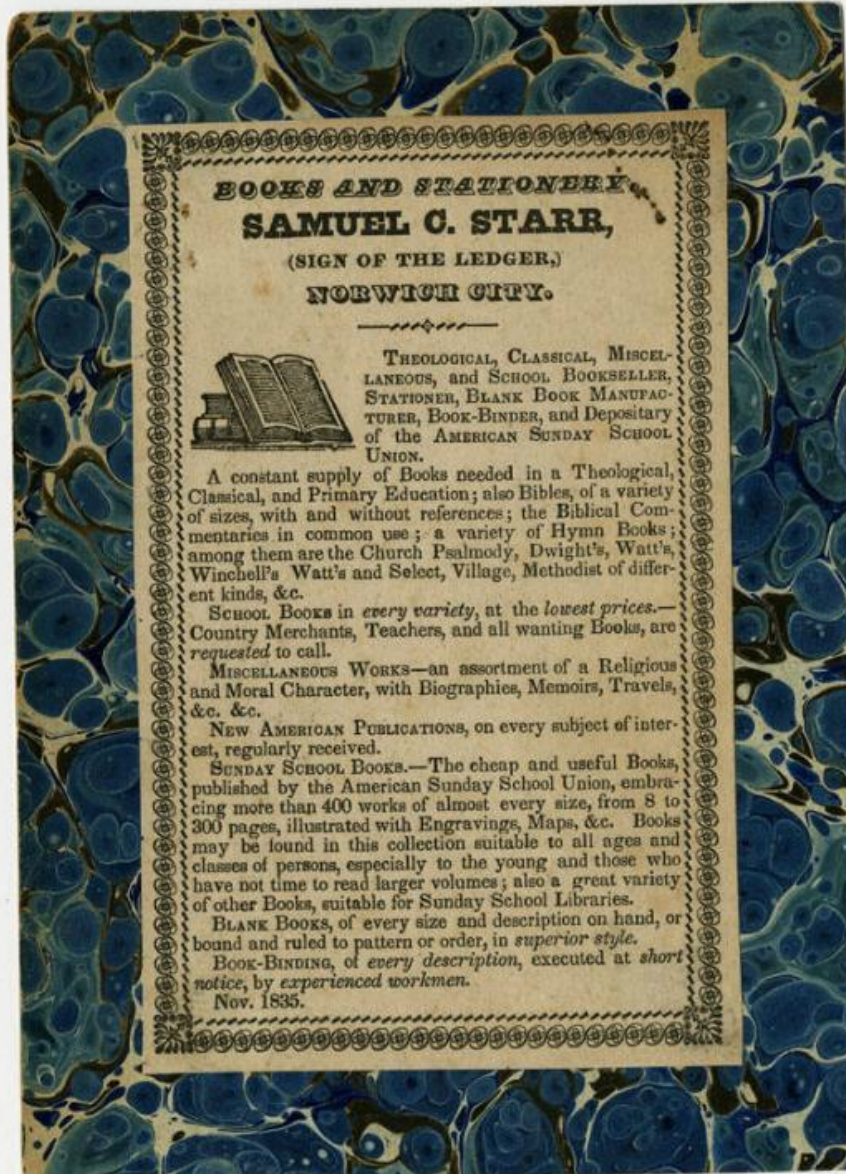 BOOKS AND STATIONERY
SAMUEL C. STARR,
(SIGN OF THE LEDGER,)
NORWICH CITY.
THEOLOGICAL, CLASSICAL, MISCEL-
LANEOUS, and SCHOOL BOOKSELLER,
STATIONER, BLANK BOOK MANUFAC-
TURER, BOOK-BINDER, and Depositary
of the AMERICAN SUNDAY SCHOOL
UNION.
A constant supply of Books needed in a Theological,
Classical, and Primary Education; also Bibles, of a variety
of sizes, with and without references; the Biblical Com-
mentaries in common use; a variety of Hymn Books;
among them are the Church Psalmody, Dwight's, Watt's,
Winchell's Watt's and Select, Village, Methodist of differ-
ent kinds, &c.
SCHOOL BOOKS in every variety, at the lowest prices.—
Country Merchants, Teachers, and all wanting Books, are
requested to call.
MISCELLANEOUS WORKS—an assortment of a Religious
and Moral Character, with Biographies, Memoirs, Travels,
&c. &c.
NEW AMERICAN PUBLICATIONS, on every subject of inter-
est, regularly received.
SUNDAY SCHOOL BOOKS.—The cheap and useful Books,
published by the American Sunday School Union, embra-
cing more than 400 works of almost every size, from 8 to
300 pages, illustrated with Engravings, Maps, &c. Books
may be found in this collection suitable to all ages and
classes of persons, especially to the young and those who
have not time to read larger volumes; also a great variety
of other Books, suitable for Sunday School Libraries.
BLANK BOOKS, of every size and description on hand, or
bound and ruled to pattern or order, in superior style.
BOOK-BINDING, of every description, executed at short
notice, by experienced workmen.
Nov. 1835.